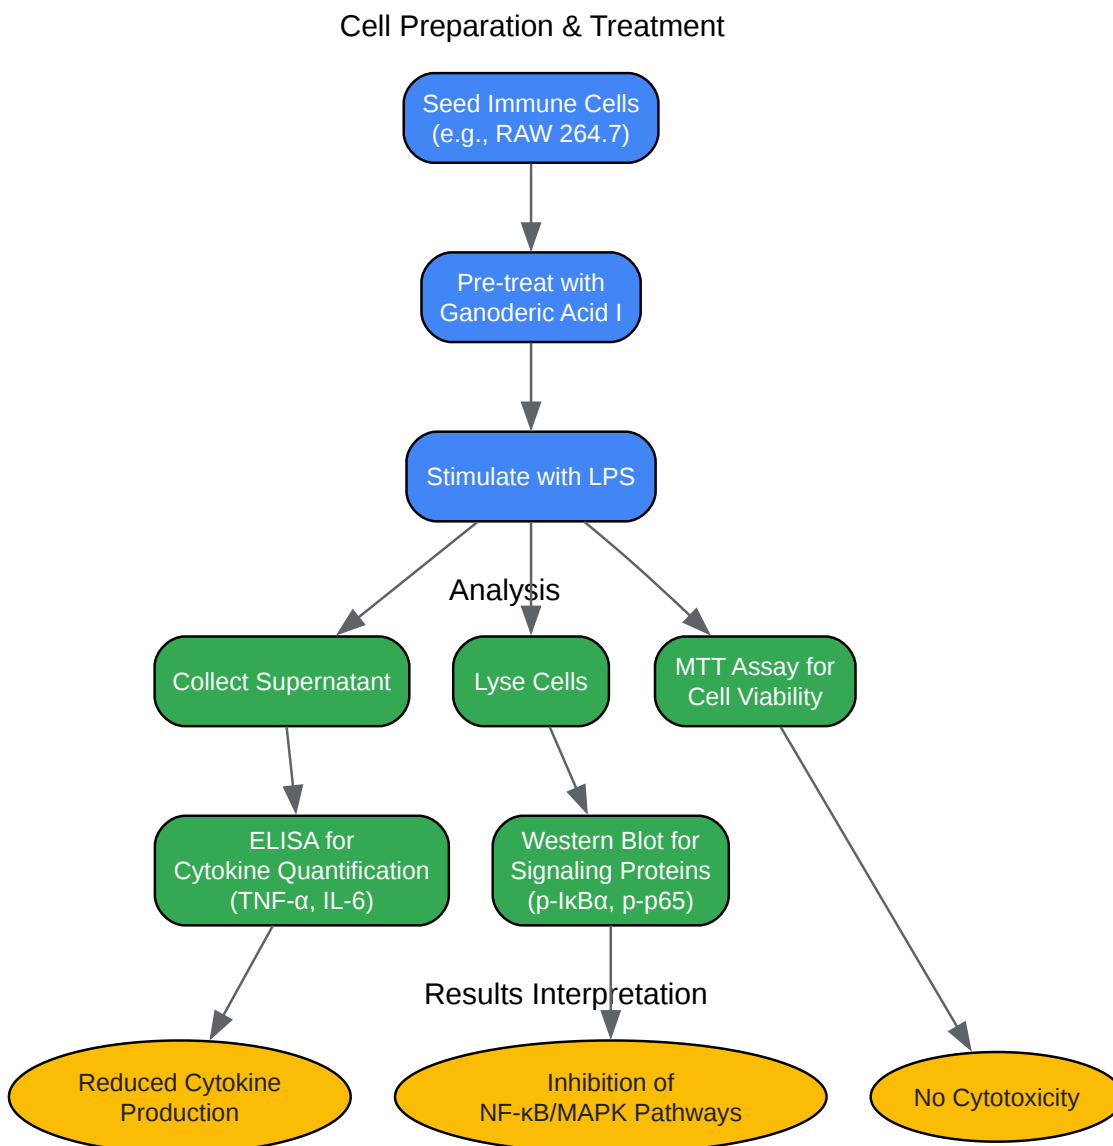 Cell Preparation & Treatment
Seed Immune Cells
(e.g., RAW 264.7)
Pre-treat with
Ganoderic Acid I
Stimulate with LPS
Analysis
Collect Supernatant
Lyse Cells
MTT Assay for
Cell Viability
ELISA for
Cytokine Quantification
(TNF-α, IL-6)
Western Blot for
Signaling Proteins
(p-IκBα, p-p65)
Results Interpretation
Reduced Cytokine
Production
Inhibition of
NF-κB/MAPK Pathways
No Cytotoxicity